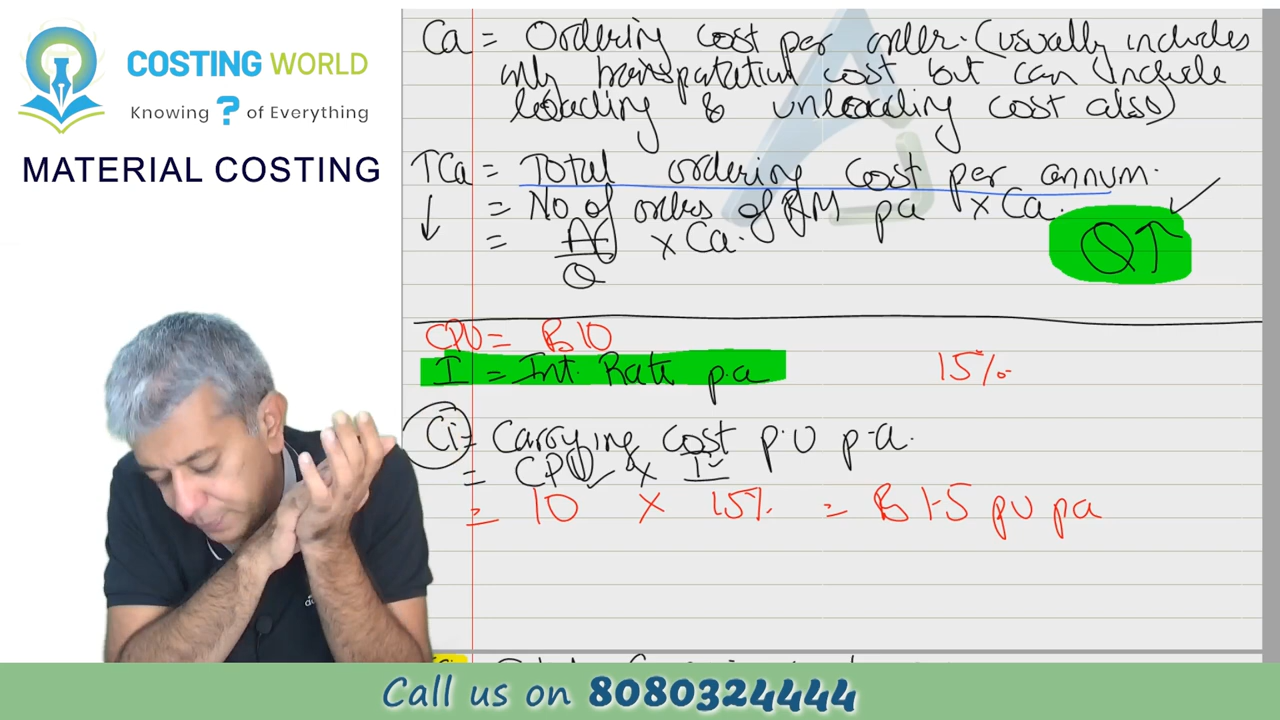 COSTING WORLD
Knowing ? of Everything
MATERIAL COSTING
Ca = Ordering cost per order. (usually includes
only transportation cost but can include
loading & unloading cost also)
TCa = Total ordering cost per annum.
↓ = No of orders of RM pa x Ca.
= A / Q x Ca.
Q↑
CPU = Rs 10
I = Int. Rate p.a 15%.
Ci = Carrying cost p.u p.a.
= CPU x I
= 10 x 15% = Rs 1.5 pu pa
Call us on 8080324444